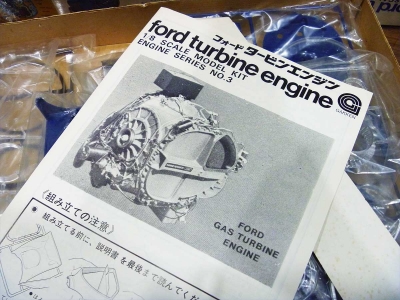 フォードタービンエンジン
ford turbine engine
1:8 SCALE MODEL KIT
ENGINE SERIES NO.3
FORD
GAS TURBINE
ENGINE
《組み立ての注意》
組み立てる前に、説明書を最後まで読んでくだ